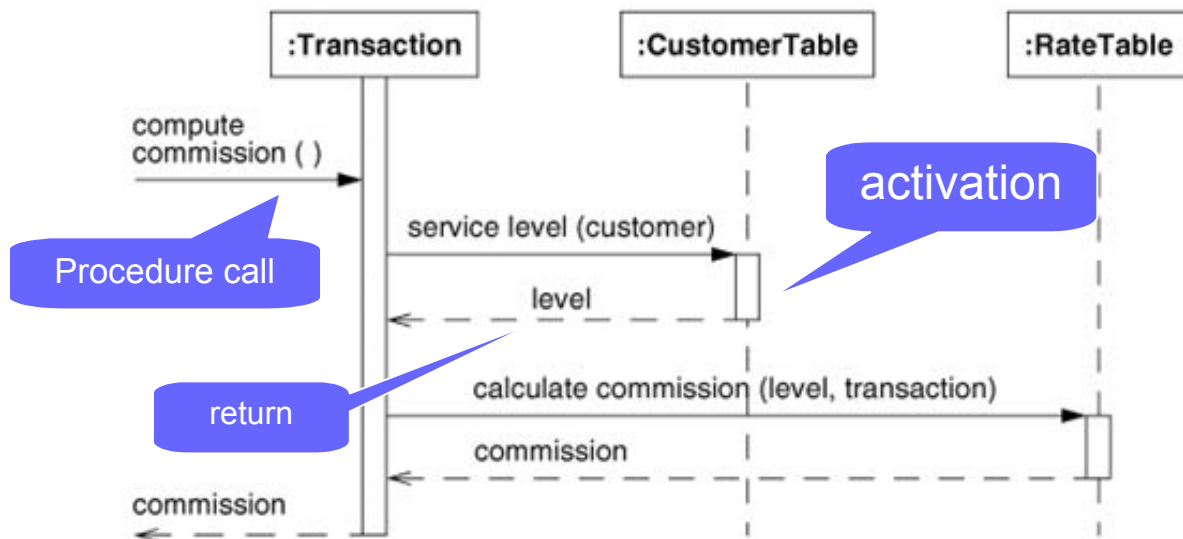 :Transaction
:CustomerTable
:RateTable
compute
commission ( )
activation
service level (customer)
Procedure call
level
calculate commission (level, transaction)
return
commission
commission